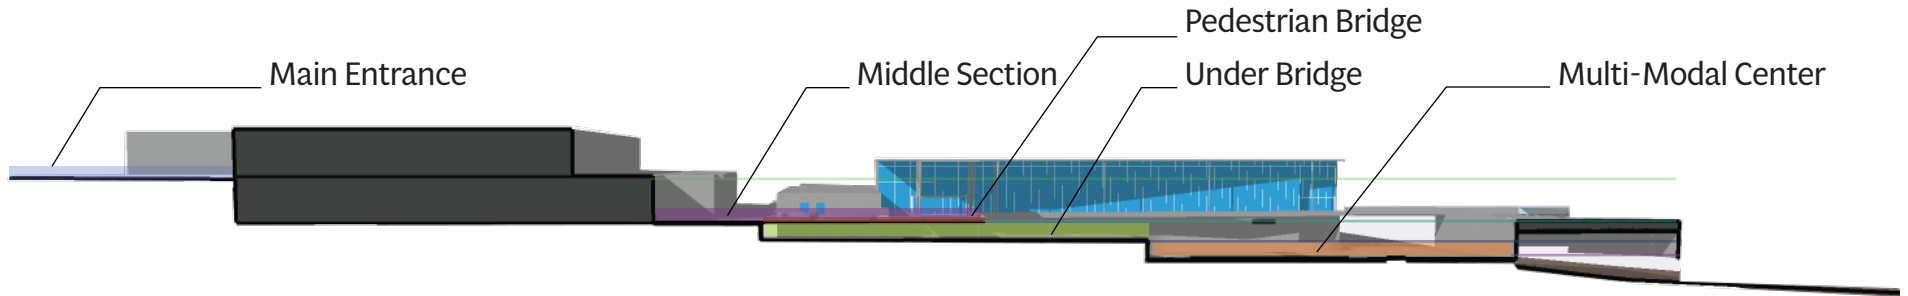 Pedestrian Bridge
Main Entrance
Middle Section
Under Bridge
Multi-Modal Center